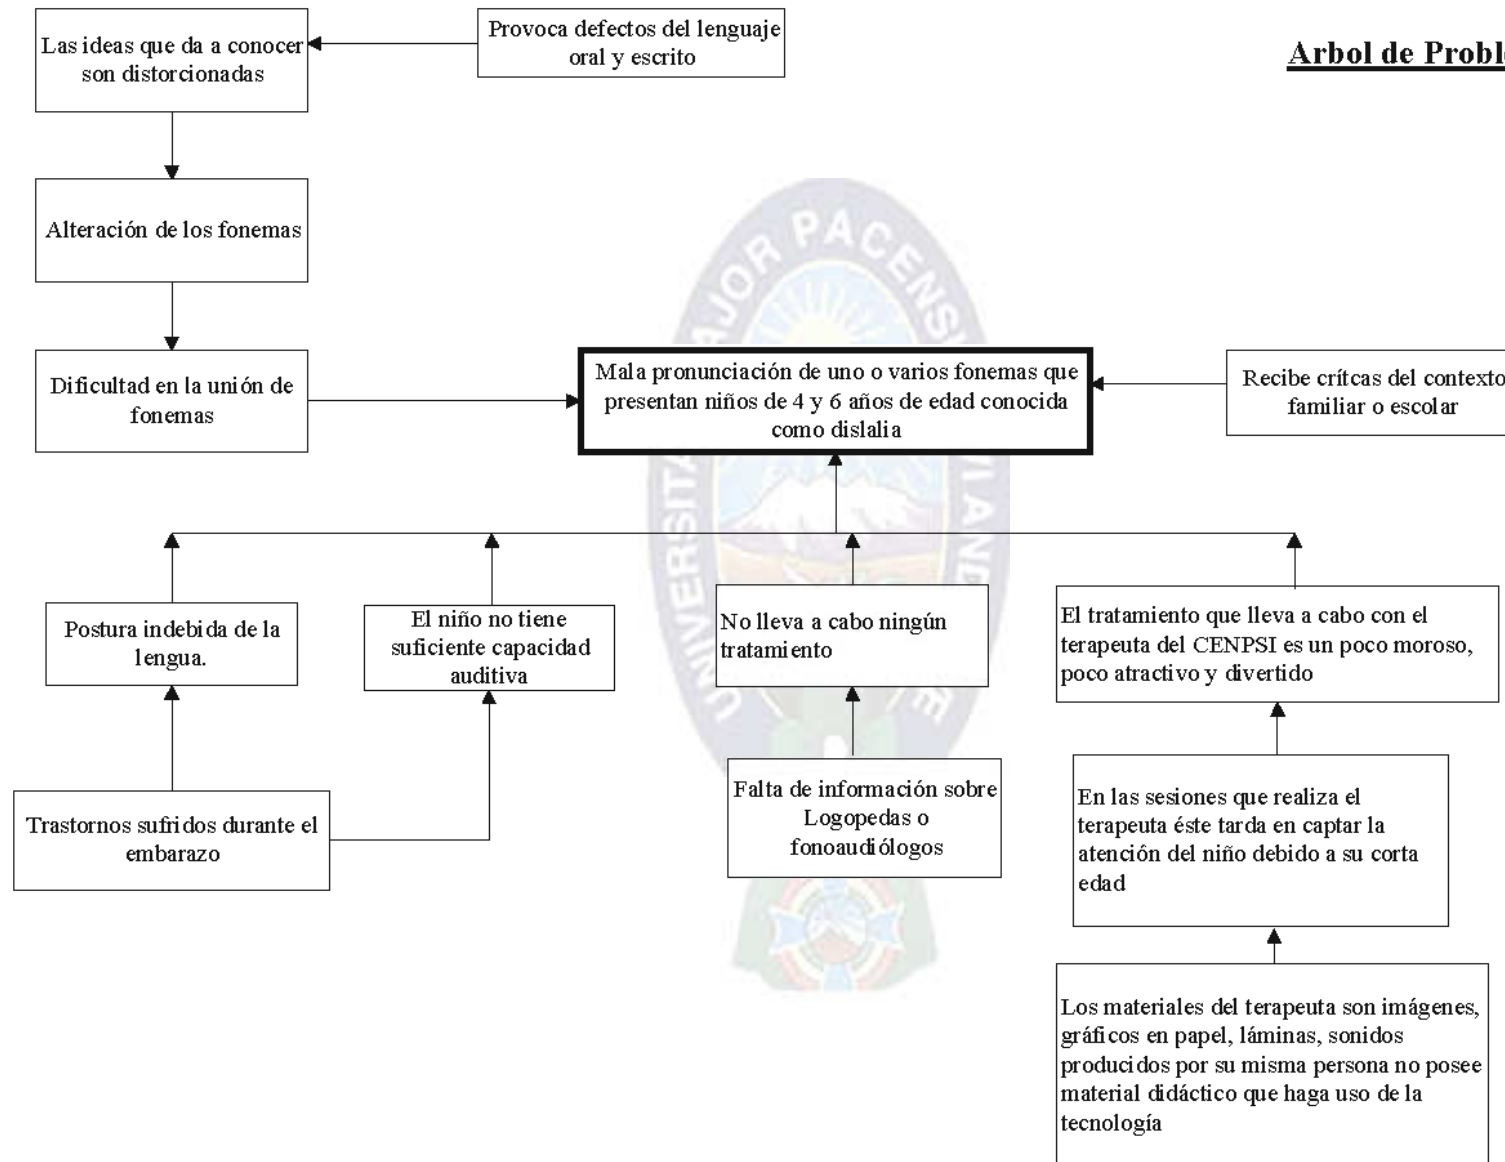 Las ideas que da a conocer
son distorcionadas
Provoca defectos del lenguaje
oral y escrito
Arbol de Proble
Alteración de los fonemas
Dificultad en la unión de
fonemas
Mala pronunciación de uno o varios fonemas que
presentan niños de 4 y 6 años de edad conocida
como dislalia
Recibe crítcas del contexto
familiar o escolar
Postura indebida de la
lengua.
El niño no tiene
suficiente capacidad
auditiva
No lleva a cabo ningún
tratamiento
El tratamiento que lleva a cabo con el
terapeuta del CENPSI es un poco moroso,
poco atractivo y divertido
Trastornos sufridos durante el
embarazo
Falta de información sobre
Logopedas o
fonoaudiólogos
En las sesiones que realiza el
terapeuta éste tarda en captar la
atención del niño debido a su corta
edad
Los materiales del terapeuta son imágenes,
gráficos en papel, láminas, sonidos
producidos por su misma persona no posee
material didáctico que haga uso de la
tecnología